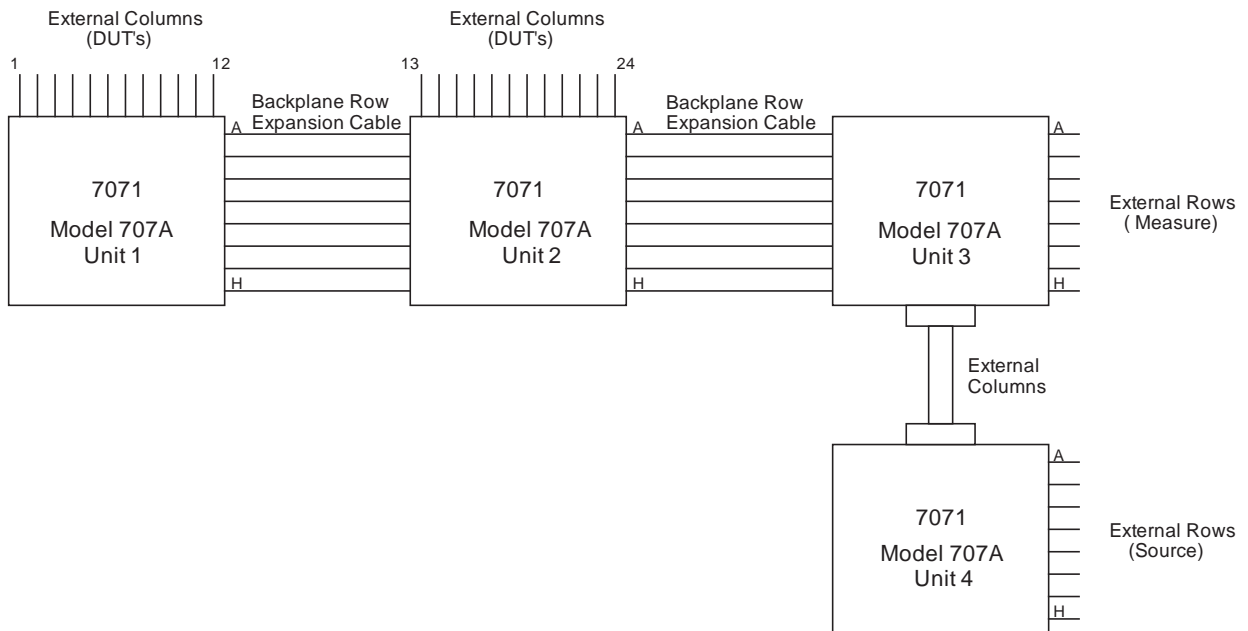 External Columns
(DUT's)
1
12
External Columns
(DUT's)
13
24
A
Backplane Row
Expansion Cable
H
A
Backplane Row
Expansion Cable
H
A
H
7071
Model 707A
Unit 1
7071
Model 707A
Unit 2
7071
Model 707A
Unit 3
External Rows
( Measure)
External
Columns
A
H
7071
Model 707A
Unit 4
External Rows
(Source)